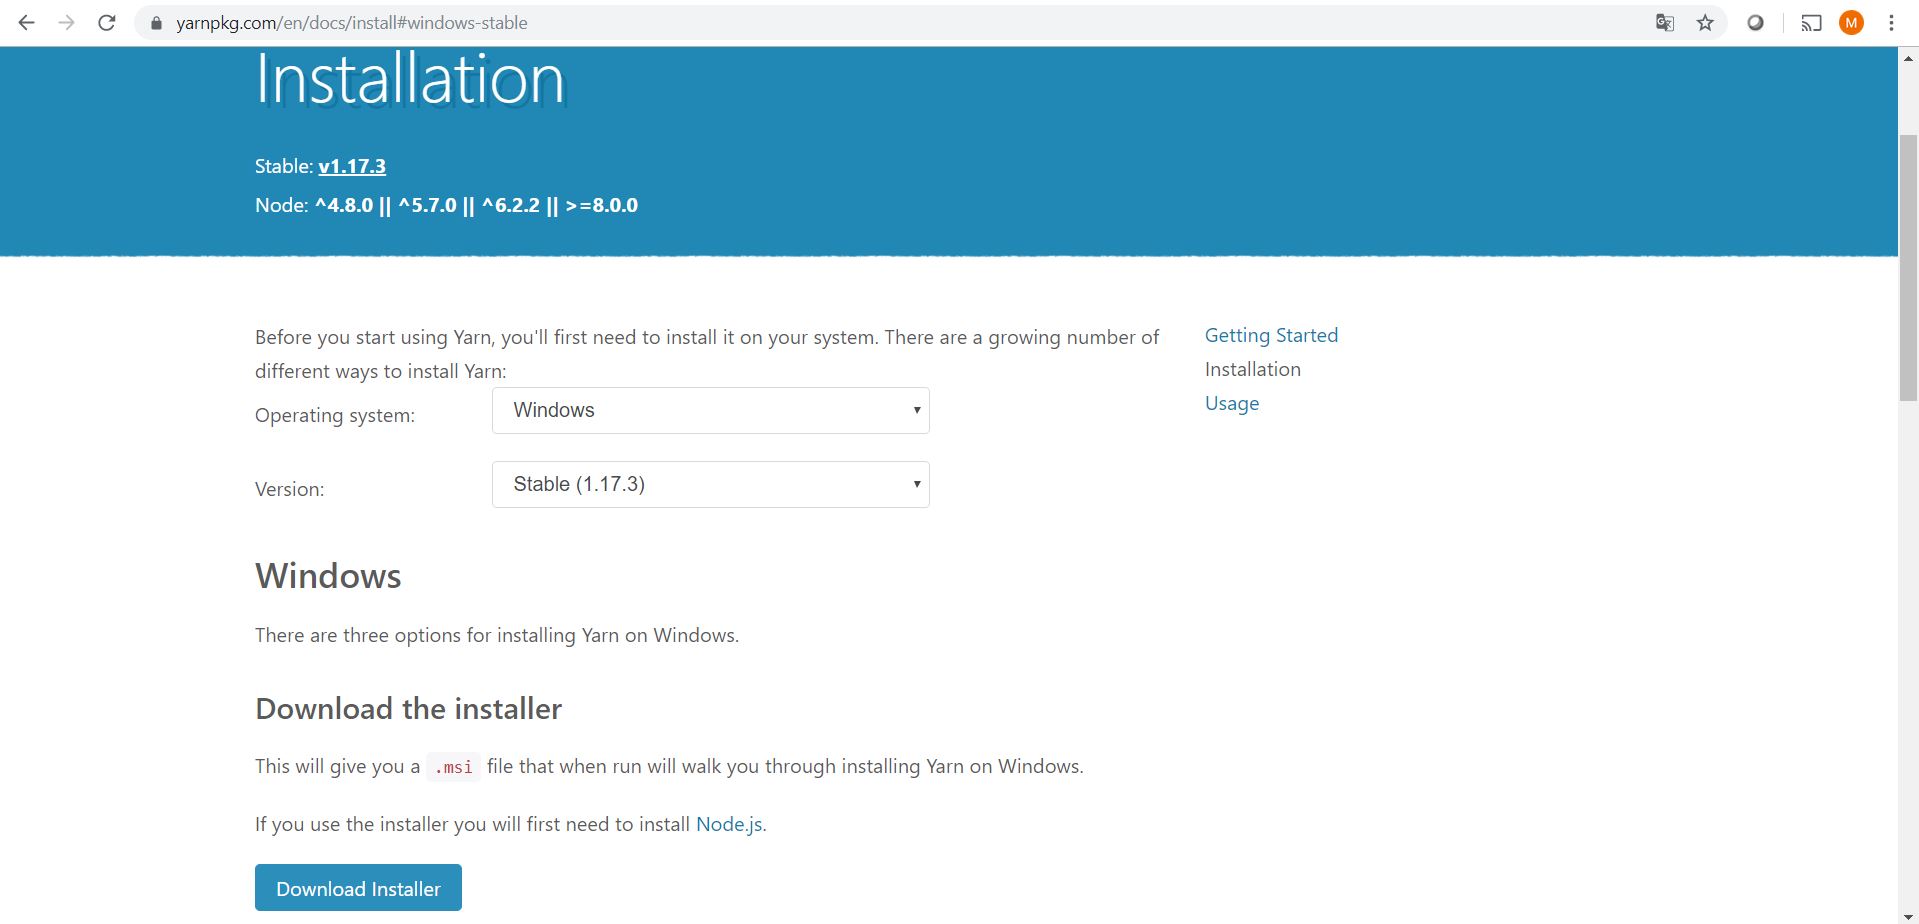 yarnpkg.com/en/docs/install#windows-stable
M
Installation
Stable: v1.17.3
Node: ^4.8.0 || ^5.7.0 || ^6.2.2 || >=8.0.0
Before you start using Yarn, you'll first need to install it on your system. There are a growing number of
different ways to install Yarn:
Operating system: Windows
Version: Stable (1.17.3)
Getting Started
Installation
Usage
Windows
There are three options for installing Yarn on Windows.
Download the installer
This will give you a .msi file that when run will walk you through installing Yarn on Windows.
If you use the installer you will first need to install Node.js.
Download Installer